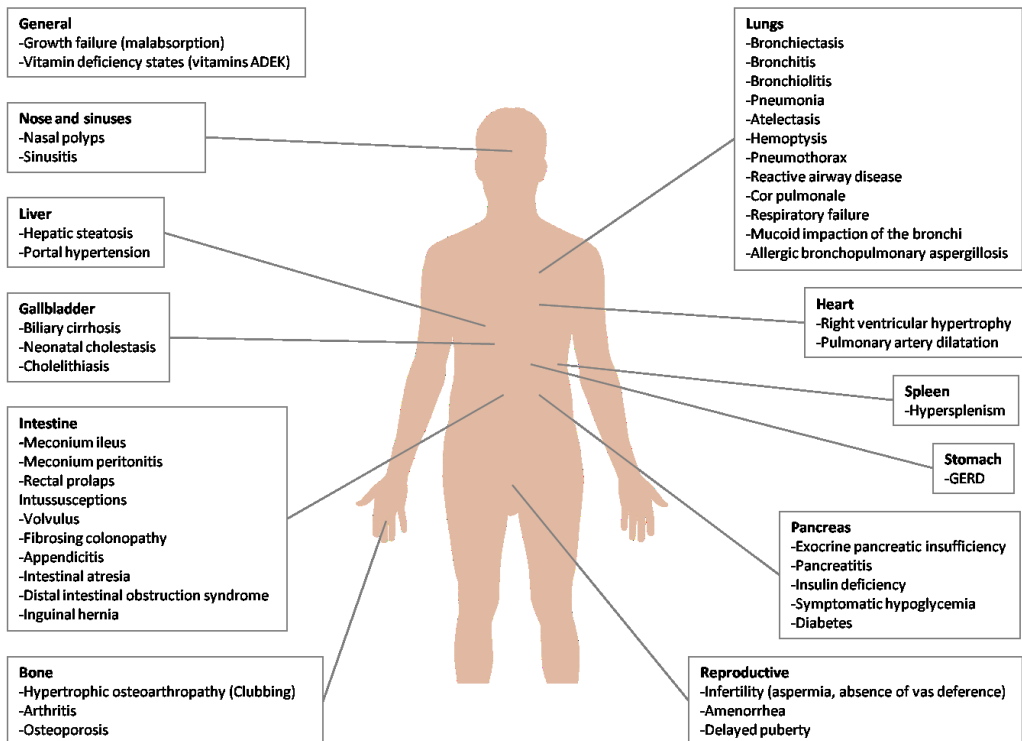 General
-Growth failure (malabsorption)
-Vitamin deficiency states (vitamins ADEK)
Nose and sinuses
-Nasal polyps
-Sinusitis
Liver
-Hepatic steatosis
-Portal hypertension
Gallbladder
-Biliary cirrhosis
-Neonatal cholestasis
-Cholelithiasis
Intestine
-Meconium ileus
-Meconium peritonitis
-Rectal prolaps
Intussusceptions
-Volvulus
-Fibrosing colonopathy
-Appendicitis
-Intestinal atresia
-Distal intestinal obstruction syndrome
-Inguinal hernia
Bone
-Hypertrophic osteoarthropathy (Clubbing)
-Arthritis
-Osteoporosis
Lungs
-Bronchiectasis
-Bronchitis
-Bronchiolitis
-Pneumonia
-Atelectasis
-Hemoptysis
-Pneumothorax
-Reactive airway disease
-Cor pulmonale
-Respiratory failure
-Mucoid impaction of the bronchi
-Allergic bronchopulmonary aspergillosis
Heart
-Right ventricular hypertrophy
-Pulmonary artery dilatation
Spleen
-Hypersplenism
Stomach
-GERD
Pancreas
-Exocrine pancreatic insufficiency
-Pancreatitis
-Insulin deficiency
-Symptomatic hypoglycemia
-Diabetes
Reproductive
-Infertility (aspermia, absence of vas deference)
-Amenorrhea
-Delayed puberty